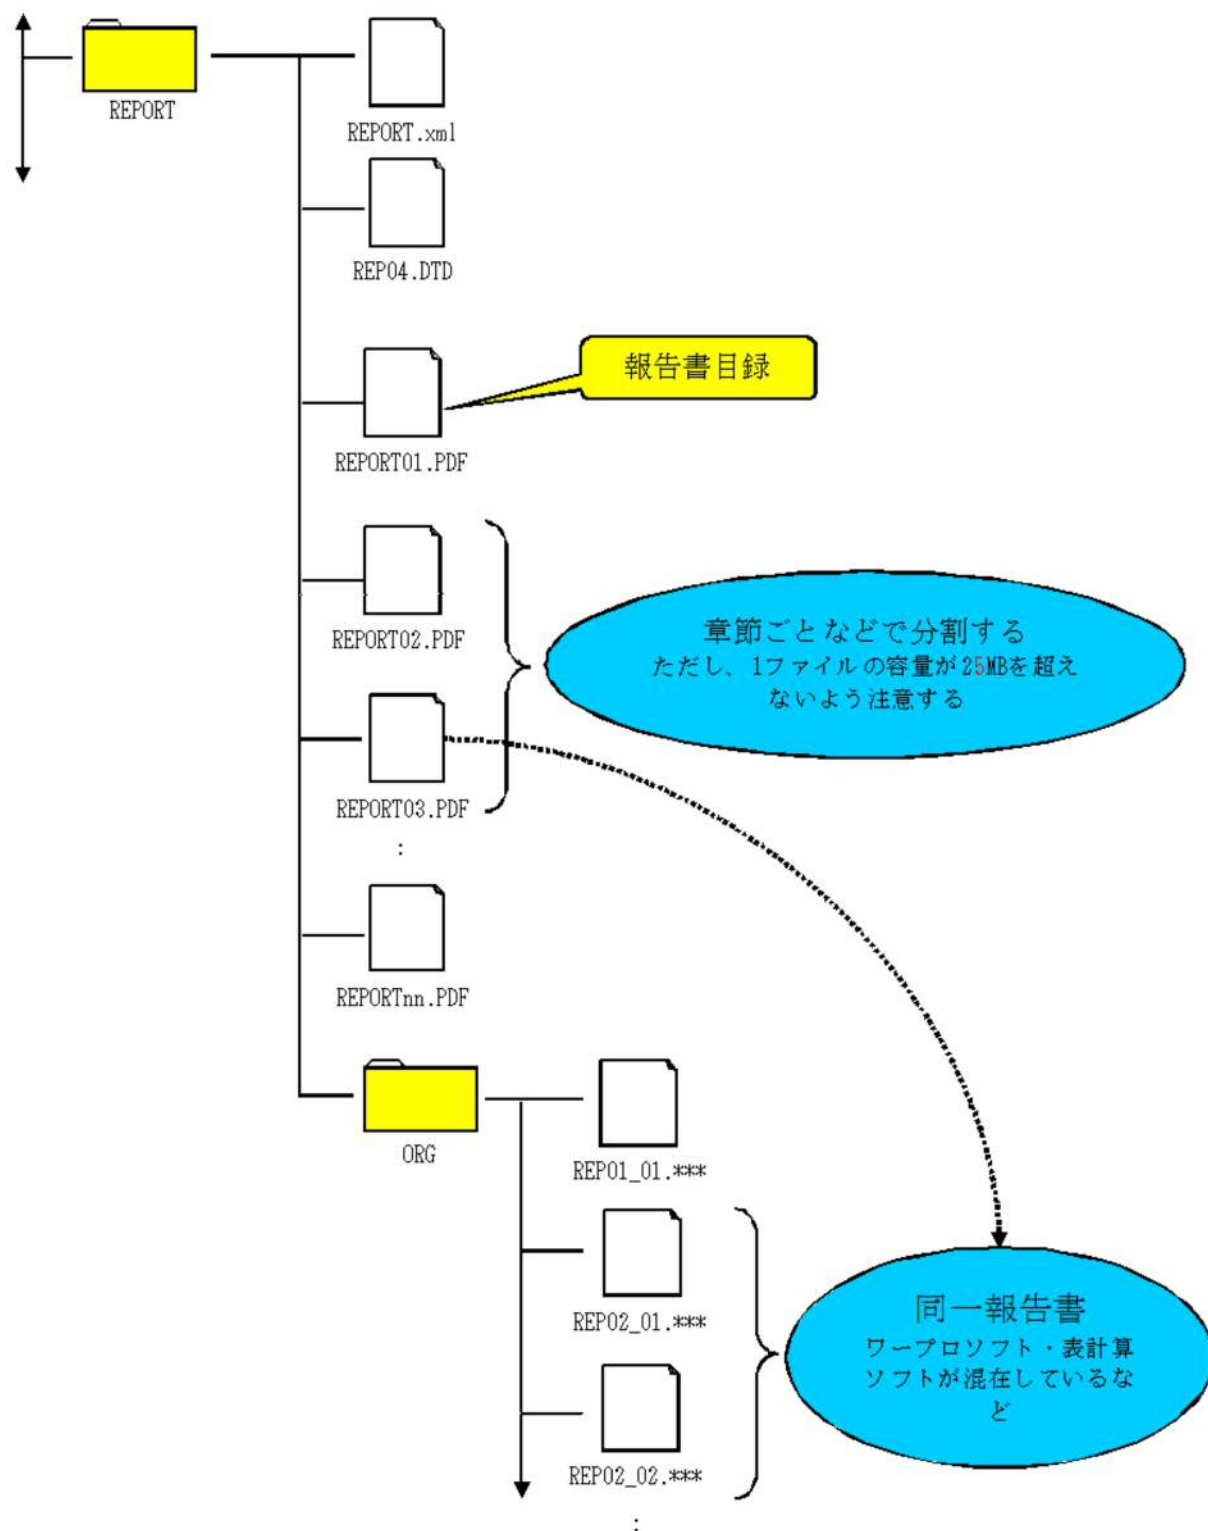 REPORT
REPORT.xml
REP04.DTD
報告書目録
REPORT01.PDF
REPORT02.PDF
章節ごとなどで分割する
ただし、1ファイルの容量が25MBを超え
ないよう注意する
REPORT03.PDF
:
REPORTnn.PDF
ORG
REP01_01.***
REP02_01.***
同一報告書
ワープロソフト・表計算
ソフトが混在しているな
ど
REP02_02.***
: